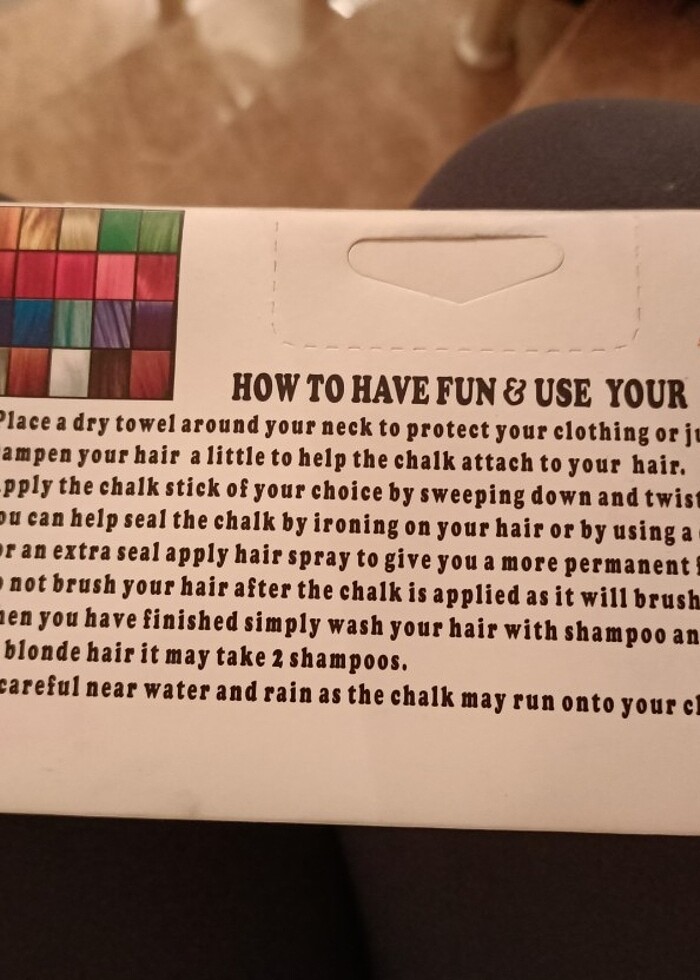 HOW TO HAVE FUN & USE YOUR
Place a dry towel around your neck to protect your clothing or ju
ampen your hair a little to help the chalk attach to your hair.
pply the chalk stick of your choice by sweeping down and twist
ou can help seal the chalk by ironing on your hair or by using a
or an extra seal apply hair spray to give you a more permanent f
not brush your hair after the chalk is applied as it will brush
hen you have finished simply wash your hair with shampoo an
blonde hair it may take 2 shampoos.
careful near water and rain as the chalk may run onto your cl